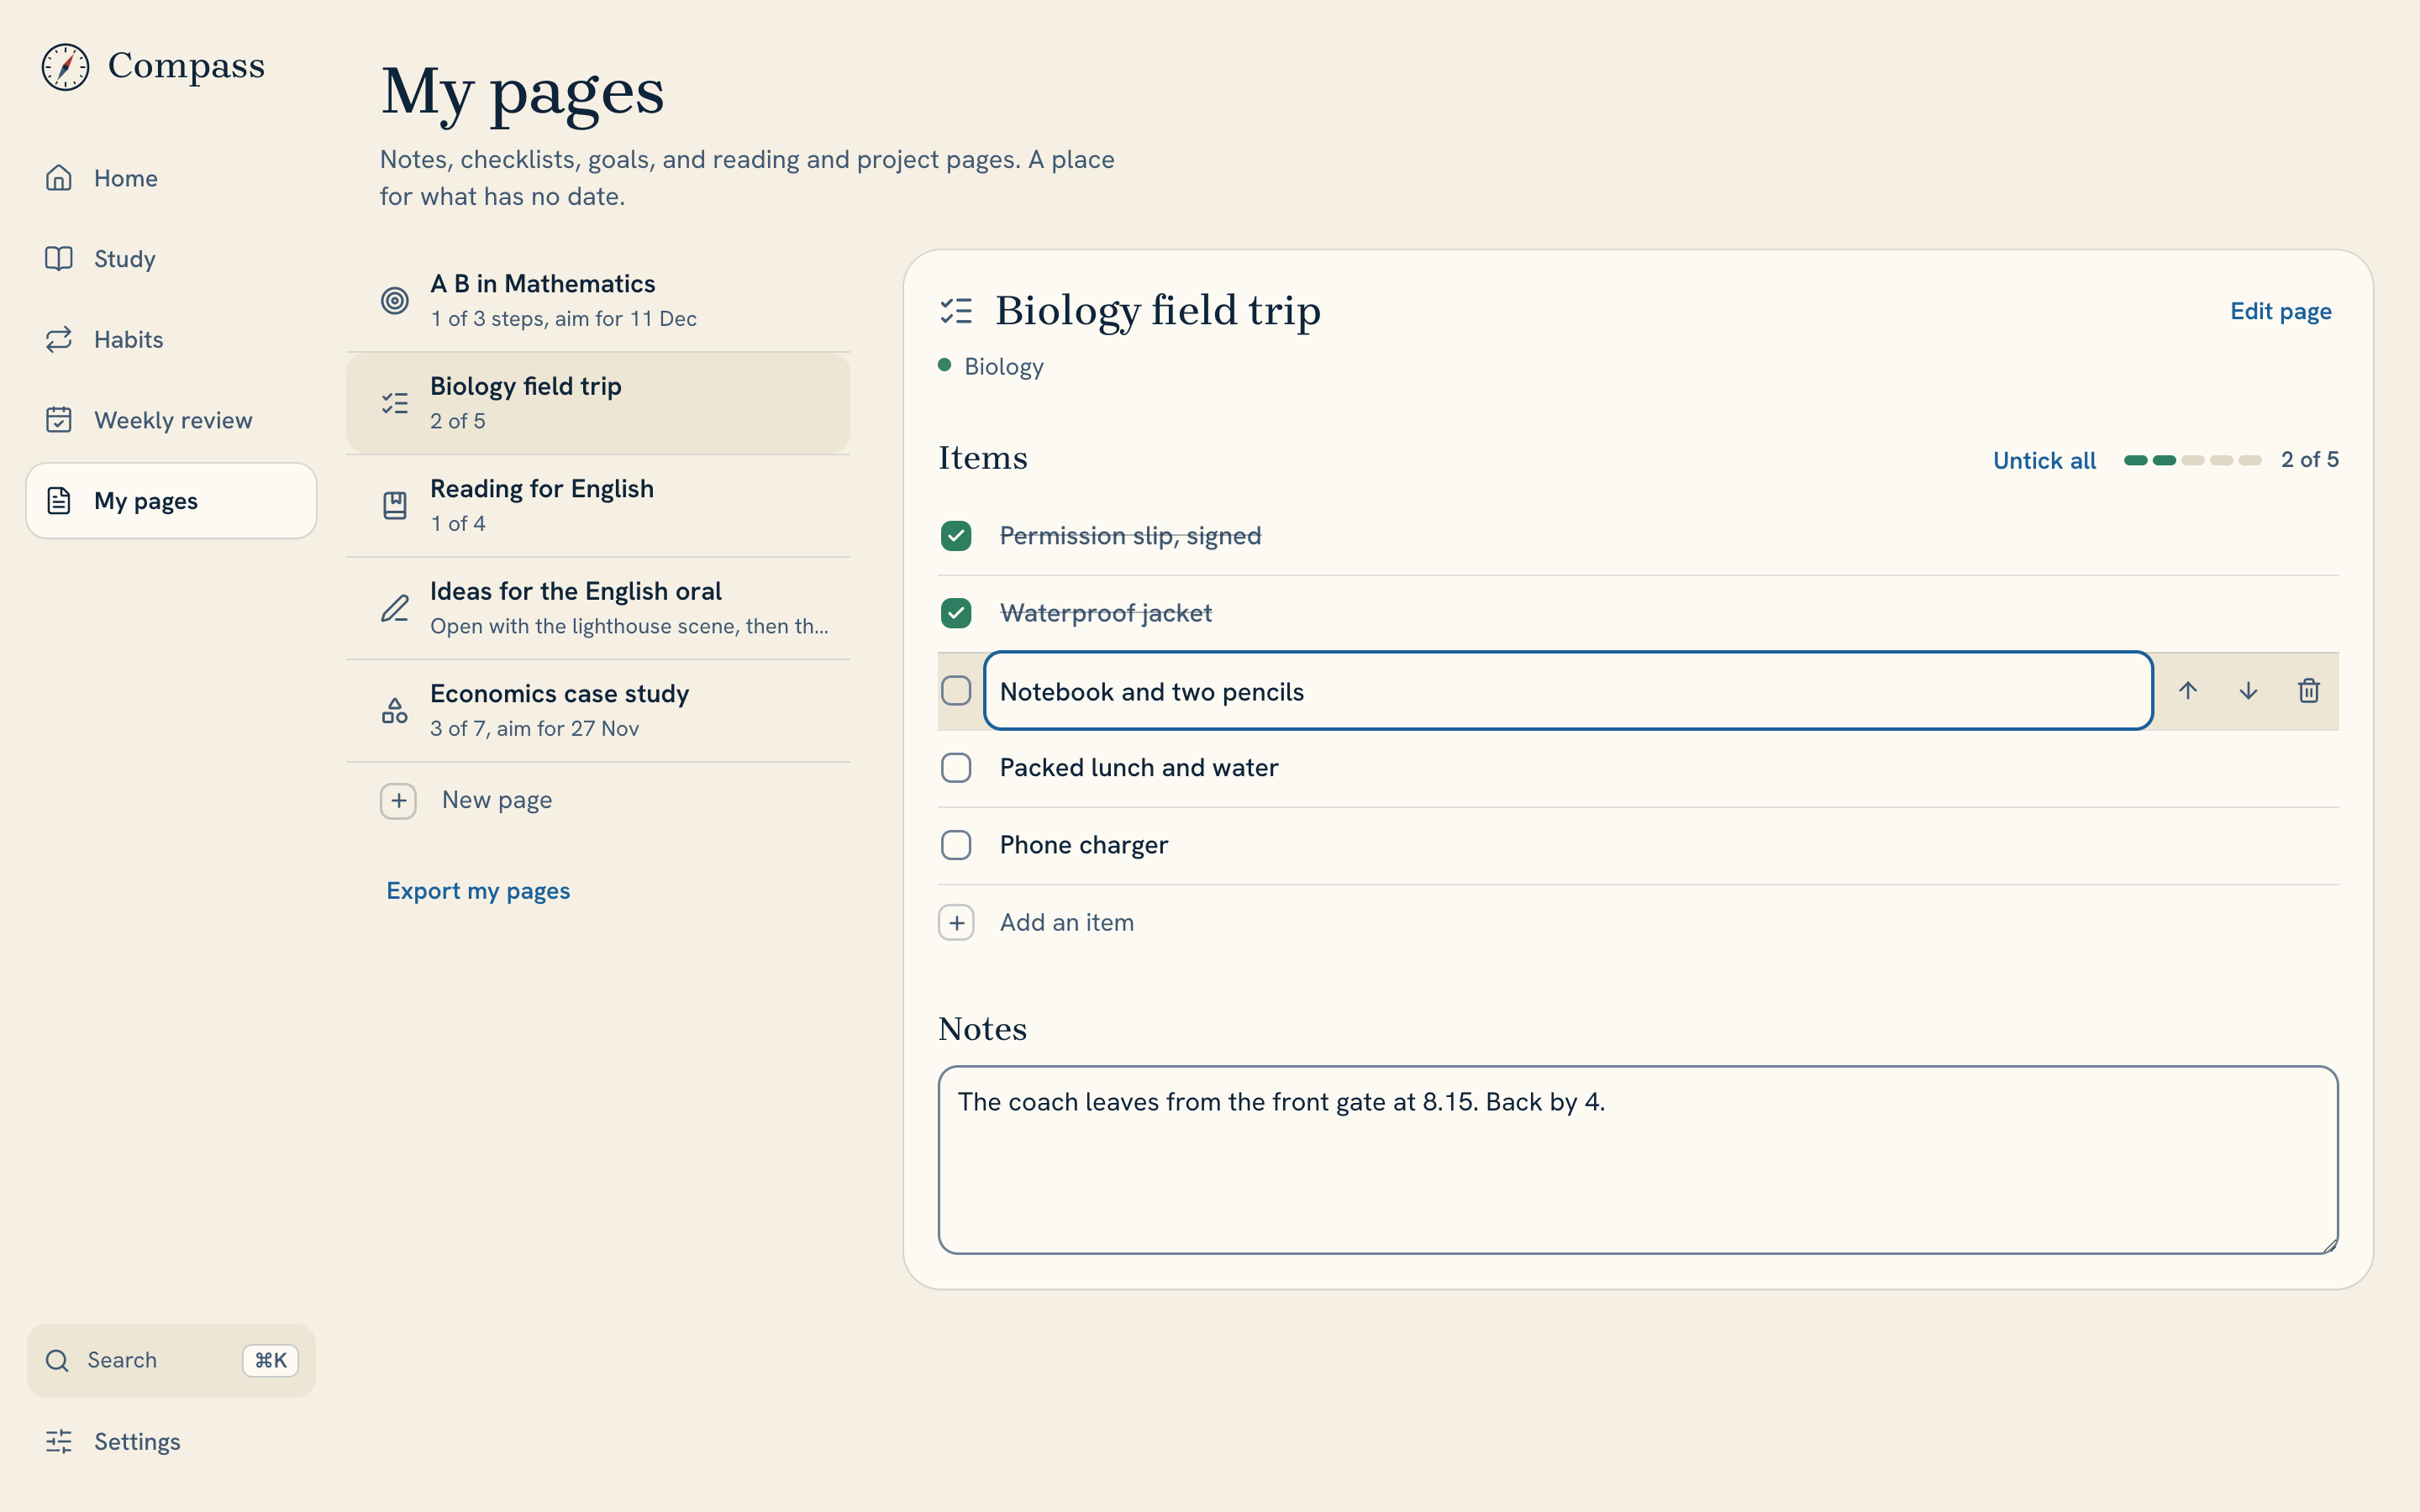 Compass
Home
Study
Habits
Weekly review
My pages
Search
⌘K
Settings
My pages
Notes, checklists, goals, and reading and project pages. A place
for what has no date.
A B in Mathematics
1 of 3 steps, aim for 11 Dec
Biology field trip
2 of 5
Reading for English
1 of 4
Ideas for the English oral
Open with the lighthouse scene, then th...
Economics case study
3 of 7, aim for 27 Nov
New page
Export my pages
Biology field trip
Edit page
Biology
Items
Untick all
2 of 5
Permission slip, signed
Waterproof jacket
Notebook and two pencils
Packed lunch and water
Phone charger
Add an item
Notes
The coach leaves from the front gate at 8.15. Back by 4.